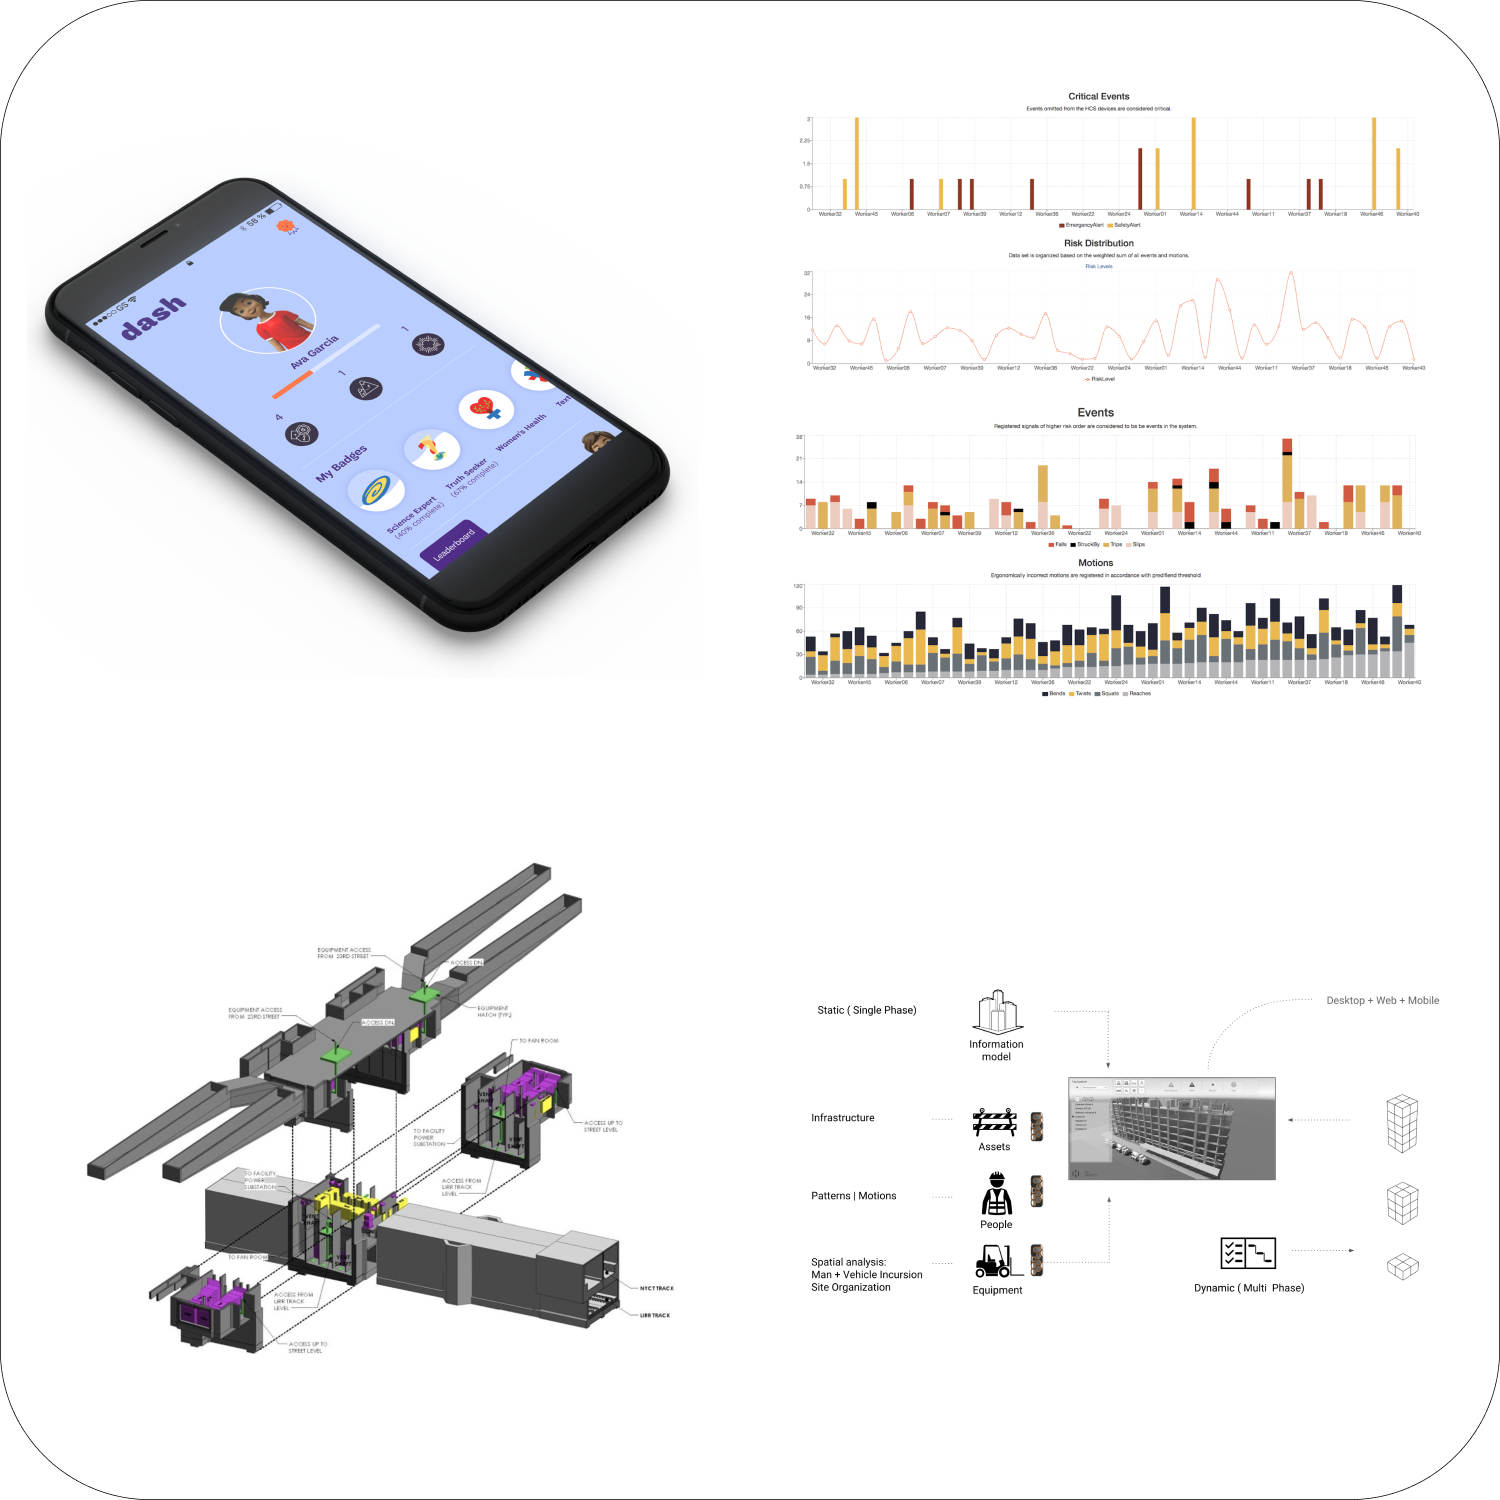 58 %
GS
dash
Ava Garcia
1
1
4
My Badges
Science Expert
(40% complete)
Truth Seeker
(67% complete)
Women's Health
Text
Leaderboard
Critical Events
Events omitted from the HCS devices are considered critical.
3
2.25
1.5
0.75
0
Worker32 Worker45 Worker06 Worker07 Worker39 Worker12 Worker36 Worker22 Worker24 Worker01 Worker14 Worker44 Worker11 Worker37 Worker18 Worker46 Worker40
EmergencyAlert SafetyAlert
Risk Distribution
Data set is organized based on the weighted sum of all events and motions.
Risk Levels
32
24
16
8
0
Worker32 Worker45 Worker06 Worker07 Worker39 Worker12 Worker36 Worker22 Worker24 Worker01 Worker14 Worker44 Worker11 Worker37 Worker18 Worker46 Worker40
RiskLevel
Events
Registered signals of higher risk order are considered to be be events in the system.
28
21
14
7
0
Worker32 Worker45 Worker06 Worker07 Worker39 Worker12 Worker36 Worker22 Worker24 Worker01 Worker14 Worker44 Worker11 Worker37 Worker18 Worker46 Worker40
Falls StruckBy Trips Slips
Motions
Ergonomically incorrect motions are registered in accordance with predifiend threshold
120
90
60
30
0
Worker32 Worker45 Worker06 Worker07 Worker39 Worker12 Worker36 Worker22 Worker24 Worker01 Worker14 Worker44 Worker11 Worker37 Worker18 Worker46 Worker40
Bends Twists Squats Reaches
EQUIPMENT ACCESS
FROM 23RD STREET
ACCESS DN.
EQUIPMENT ACCESS
FROM 23RD STREET
EQUIPMENT
HATCH (TYP.)
ACCESS DN.
TO FAN ROOM
VENT
SHAFT
VENT
SHAFT
TO FACILITY
POWER
SUBSTATION
ACCESS UP TO
STREET LEVEL
TO FACILITY
POWER
SUBSTATION
ACCESS FROM
LIRR TRACK
LEVEL
VENT
SHAFT
VENT
SHAFT
TO FAN ROOM
ACCESS FROM
LIRR TRACK
LEVEL
NYCT TRACK
LIRR TRACK
ACCESS UP TO
STREET LEVEL
Static ( Single Phase)
Information
model
Desktop + Web + Mobile
Infrastructure
Assets
Patterns | Motions
People
Spatial analysis:
Man + Vehicle Incursion
Site Organization
Equipment
Dynamic ( Multi Phase)